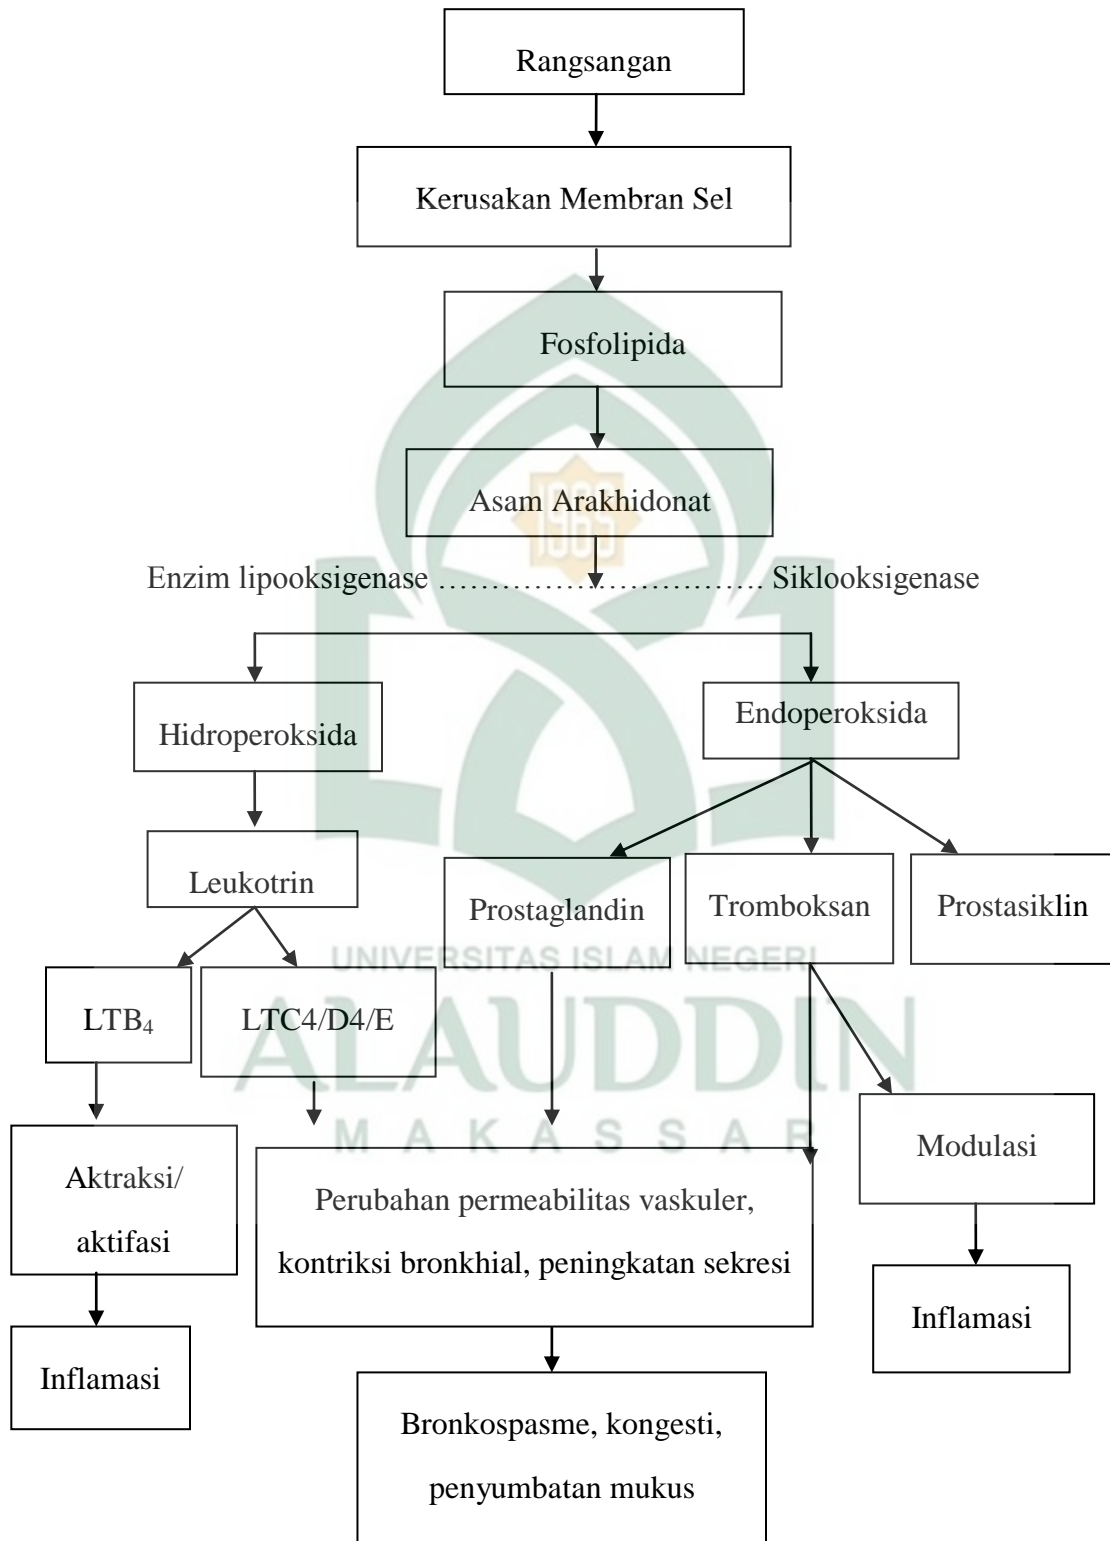 Rangsangan
Kerusakan Membran Sel
Fosfolipida
Asam Arakhidonat
1965
Enzim lipooksigenase ................................ Siklooksigenase
Hidroperoksida
Endoperoksida
Leukotrin
Prostaglandin
Tromboksan
Prostasiklin
UNIVERSITAS ISLAM NEGERI
LTB₄
LTC4/D4/E
ALAUDDIN
MAKASSAR
Aktraksi/
aktifasi
Perubahan permeabilitas vaskuler,
kontriksi bronkhial, peningkatan sekresi
Modulasi
Inflamasi
Inflamasi
Bronkospasme, kongesti,
penyumbatan mukus